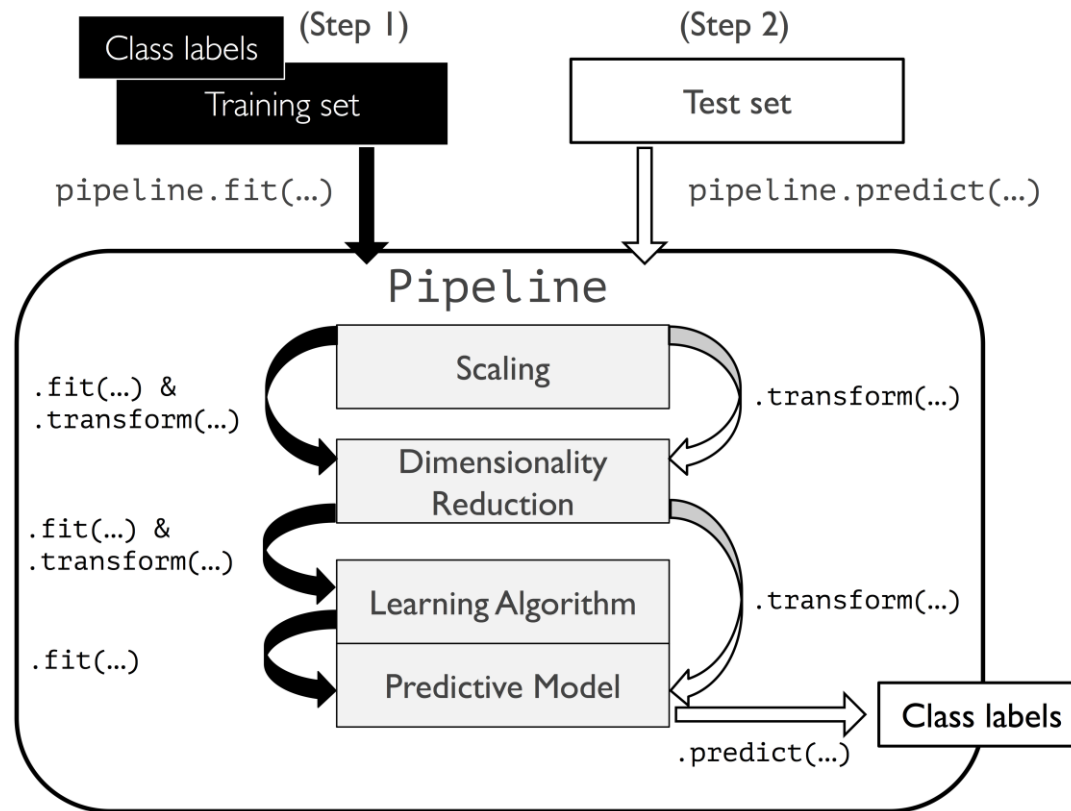 (Step 1)
(Step 2)
Class labels
Training set
Test set
pipeline.fit(…)
pipeline.predict(…)
Pipeline
Scaling
.fit(…) &
.transform(…)
.transform(…)
Dimensionality
Reduction
.fit(…) &
.transform(…)
Learning Algorithm
.transform(…)
.fit(…)
Predictive Model
Class labels
.predict(…)